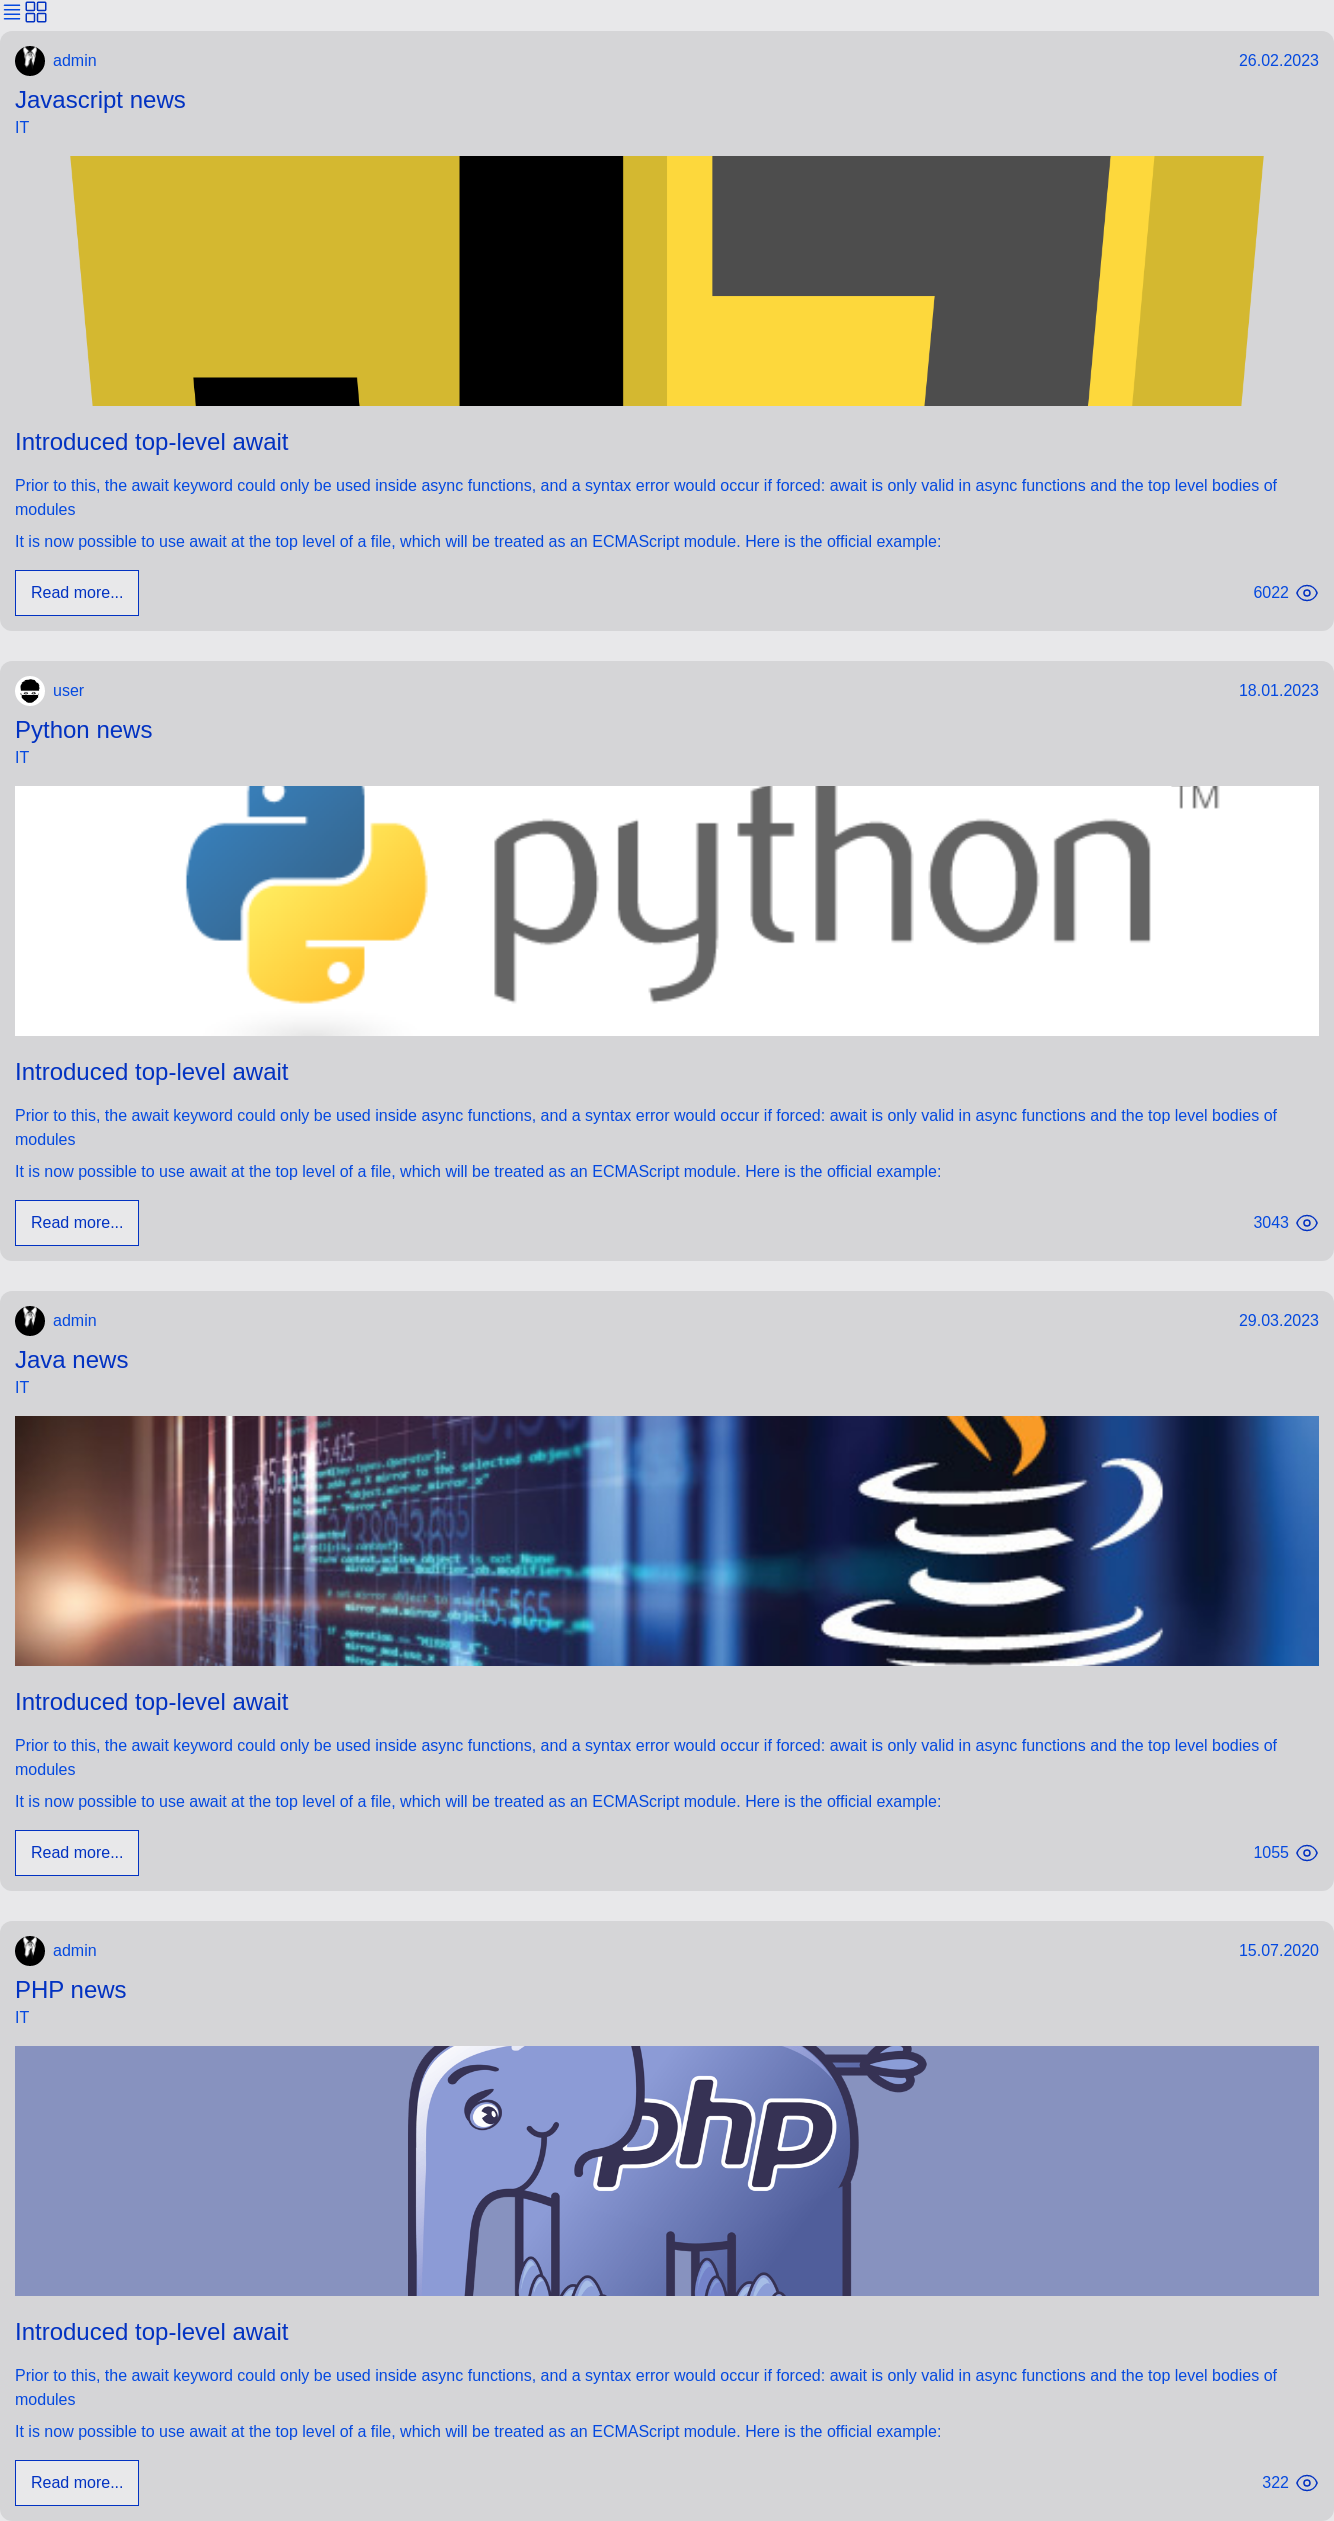 admin
26.02.2023
Javascript news
IT
Introduced top-level await
Prior to this, the await keyword could only be used inside async functions, and a syntax error would occur if forced: await is only valid in async functions and the top level bodies of
modules
It is now possible to use await at the top level of a file, which will be treated as an ECMAScript module. Here is the official example:
Read more...
6022
user
18.01.2023
Python news
IT
python
TM
Introduced top-level await
Prior to this, the await keyword could only be used inside async functions, and a syntax error would occur if forced: await is only valid in async functions and the top level bodies of
modules
It is now possible to use await at the top level of a file, which will be treated as an ECMAScript module. Here is the official example:
Read more...
3043
admin
29.03.2023
Java news
IT
mirror to the selected object
"object.mirror_mirror_x"
context.active_object is not None
"MIRROR_X":
Introduced top-level await
Prior to this, the await keyword could only be used inside async functions, and a syntax error would occur if forced: await is only valid in async functions and the top level bodies of
modules
It is now possible to use await at the top level of a file, which will be treated as an ECMAScript module. Here is the official example:
Read more...
1055
admin
15.07.2020
PHP news
IT
php
Introduced top-level await
Prior to this, the await keyword could only be used inside async functions, and a syntax error would occur if forced: await is only valid in async functions and the top level bodies of
modules
It is now possible to use await at the top level of a file, which will be treated as an ECMAScript module. Here is the official example:
Read more...
322